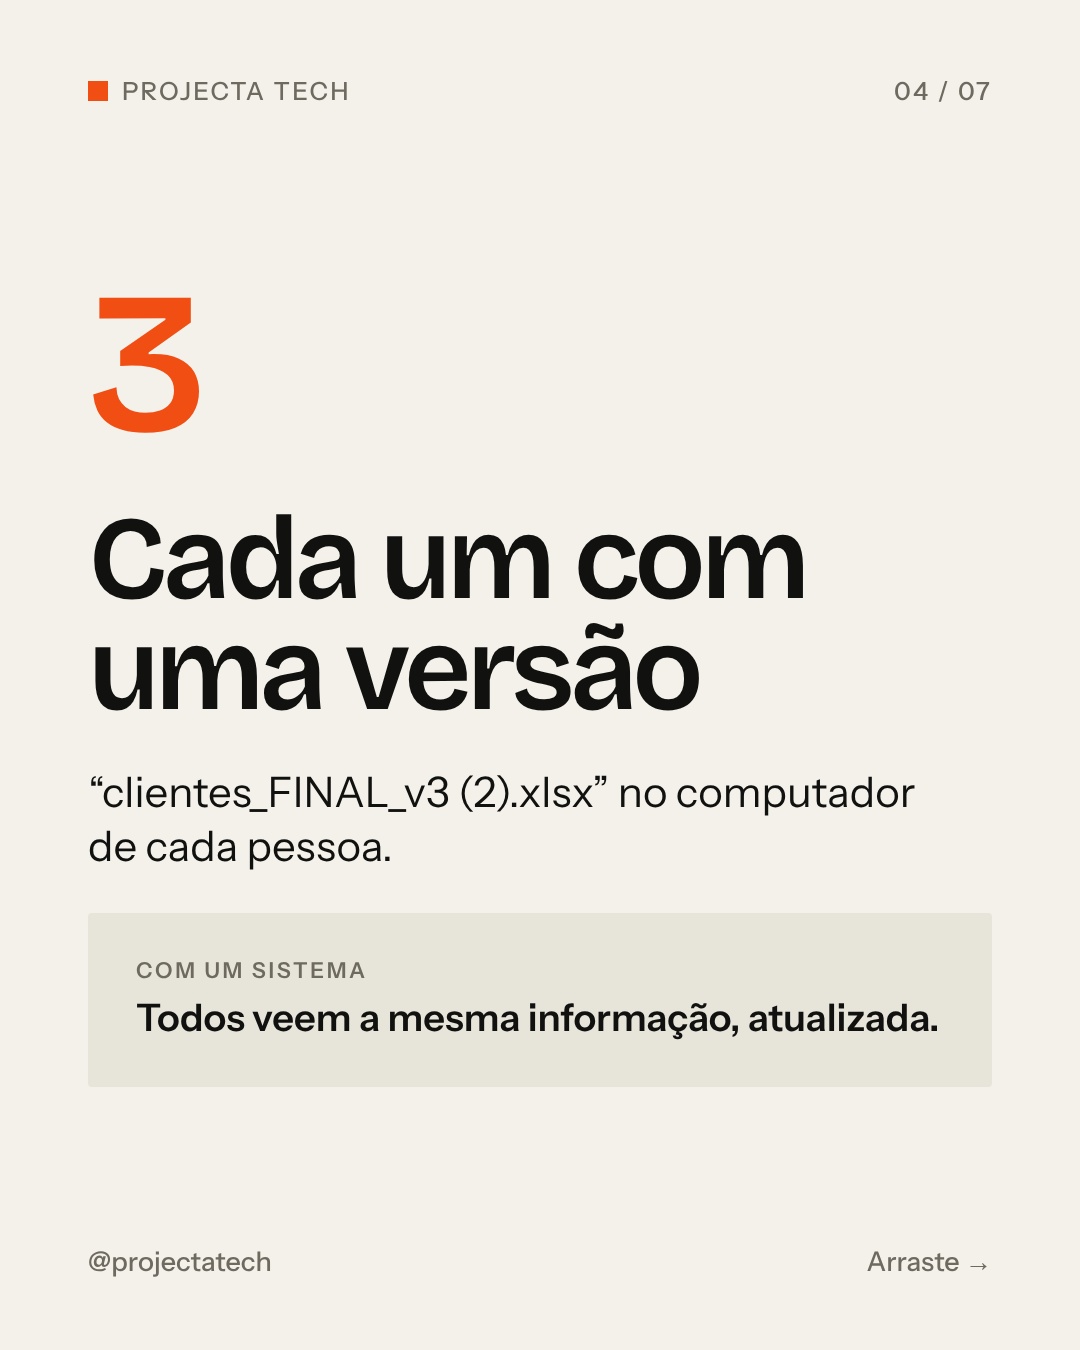 PROJECTA TECH
04 / 07
3
Cada um com
uma versão
“clientes_FINAL_v3 (2).xlsx” no computador
de cada pessoa.
COM UM SISTEMA
Todos veem a mesma informação, atualizada.
@projectatech
Arraste →